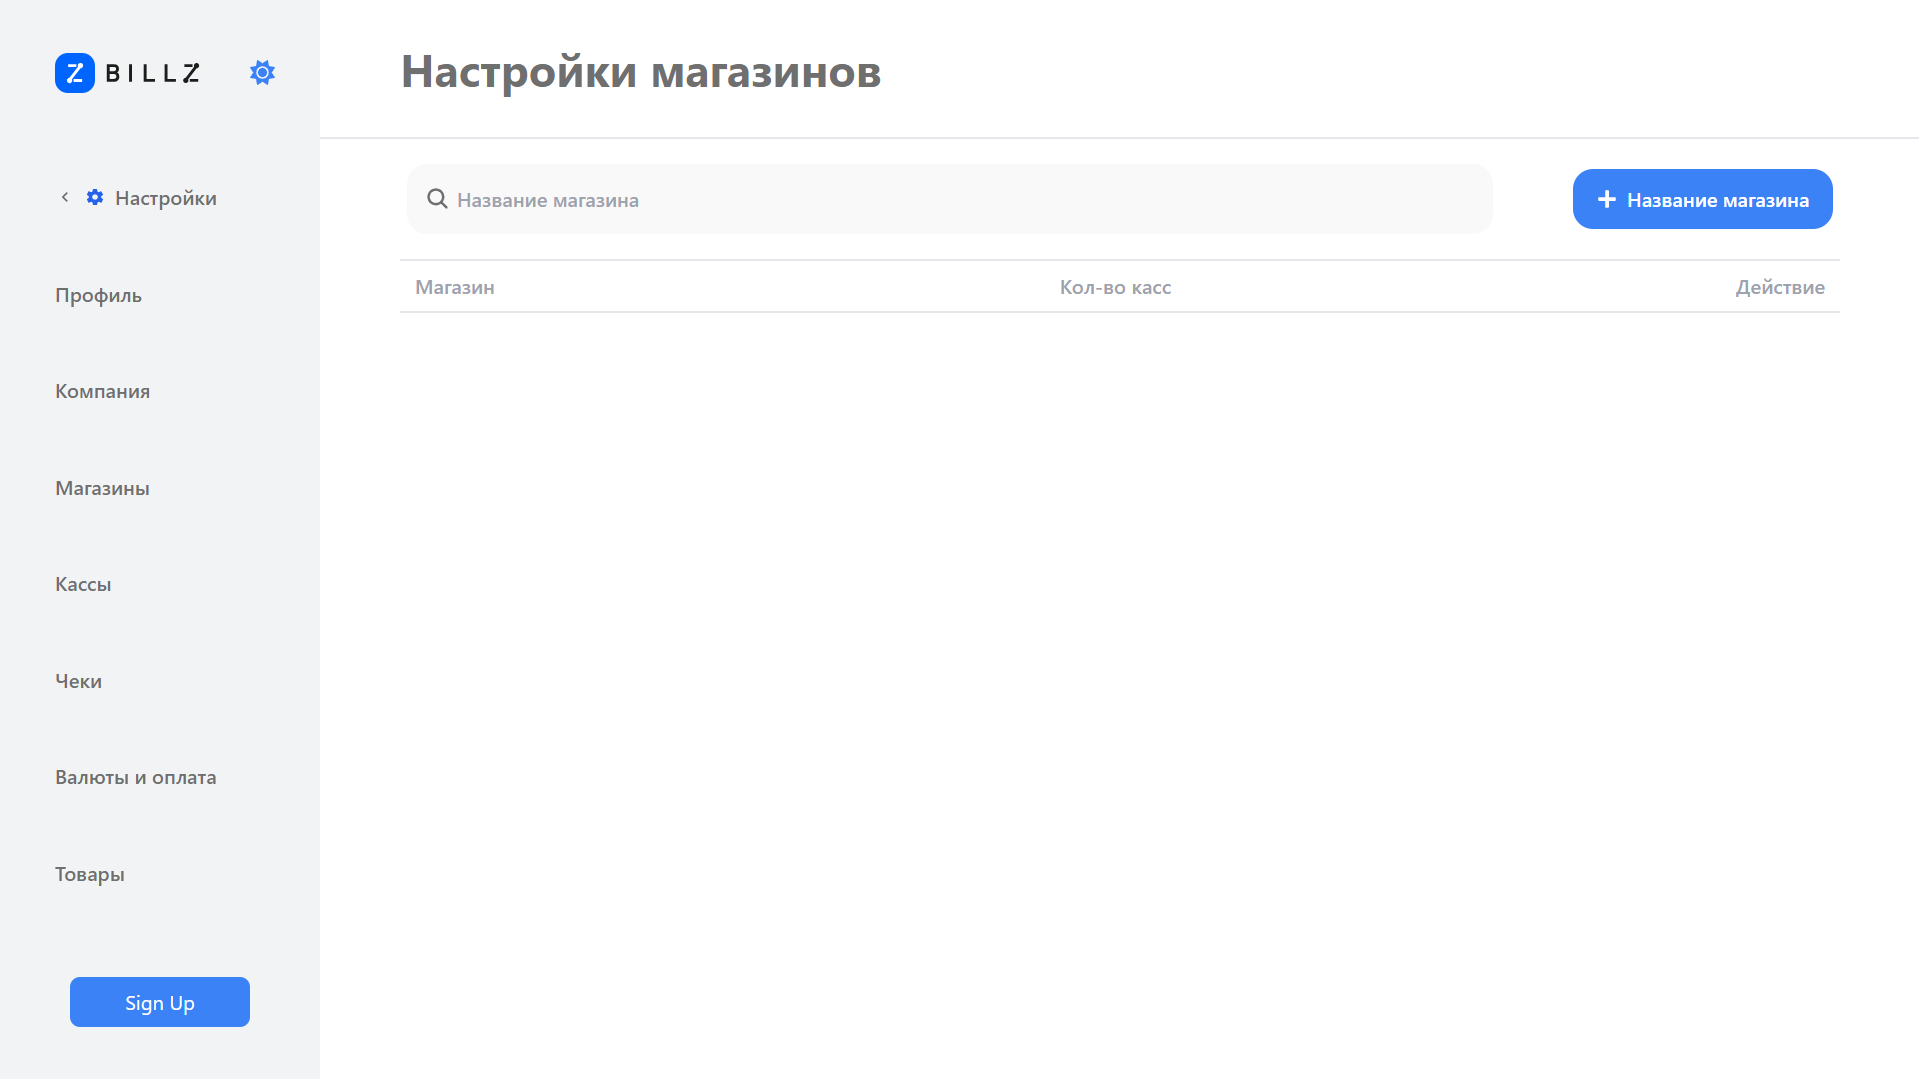 BILLZ
Настройки магазинов
Настройки
Название магазина
Название магазина
Магазин
Кол-во касс
Действие
Профиль
Компания
Магазины
Кассы
Чеки
Валюты и оплата
Товары
Sign Up